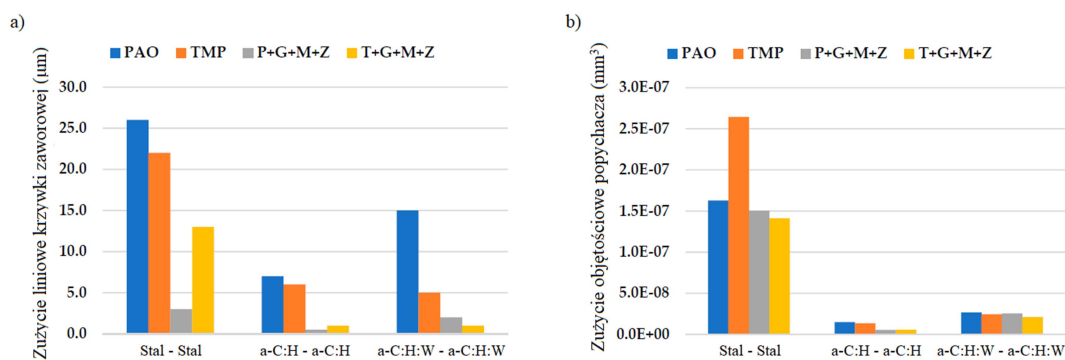 a)
PAO TMP P+G+M+Z T+G+M+Z
Zużycie liniowe krzywki zaworowej (µm)
30.0
25.0
20.0
15.0
10.0
5.0
0.0
Stal - Stal a-C:H - a-C:H a-C:H:W - a-C:H:W
b)
PAO TMP P+G+M+Z T+G+M+Z
Zużycie objętościowe popychacza (mm³)
3.0E-07
2.5E-07
2.0E-07
1.5E-07
1.0E-07
5.0E-08
0.0E+00
Stal - Stal a-C:H - a-C:H a-C:H:W - a-C:H:W